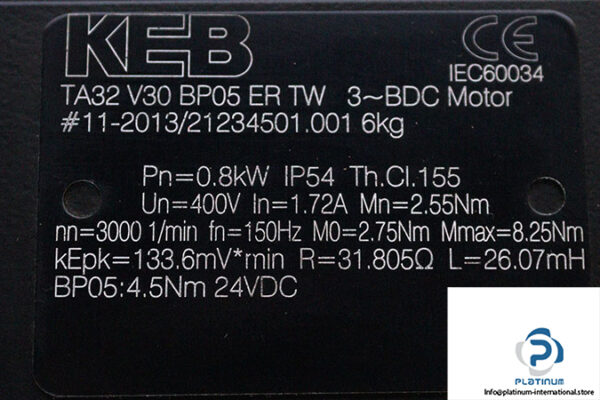 KEB
CE
IEC60034
TA32 V30 BP05 ER TW 3~BDC Motor
#11-2013/21234501.001 6kg
Pn=0.8kW IP54 Th.Cl.155
Un=400V In=1.72A Mn=2.55Nm
nn=3000 1/min fn=150Hz M0=2.75Nm Mmax=8.25Nm
kEpk=133.6mV*min R=31.805Ω L=26.07mH
BP05:4.5Nm 24VDC
PLATINUM
Info@platinum-international.store